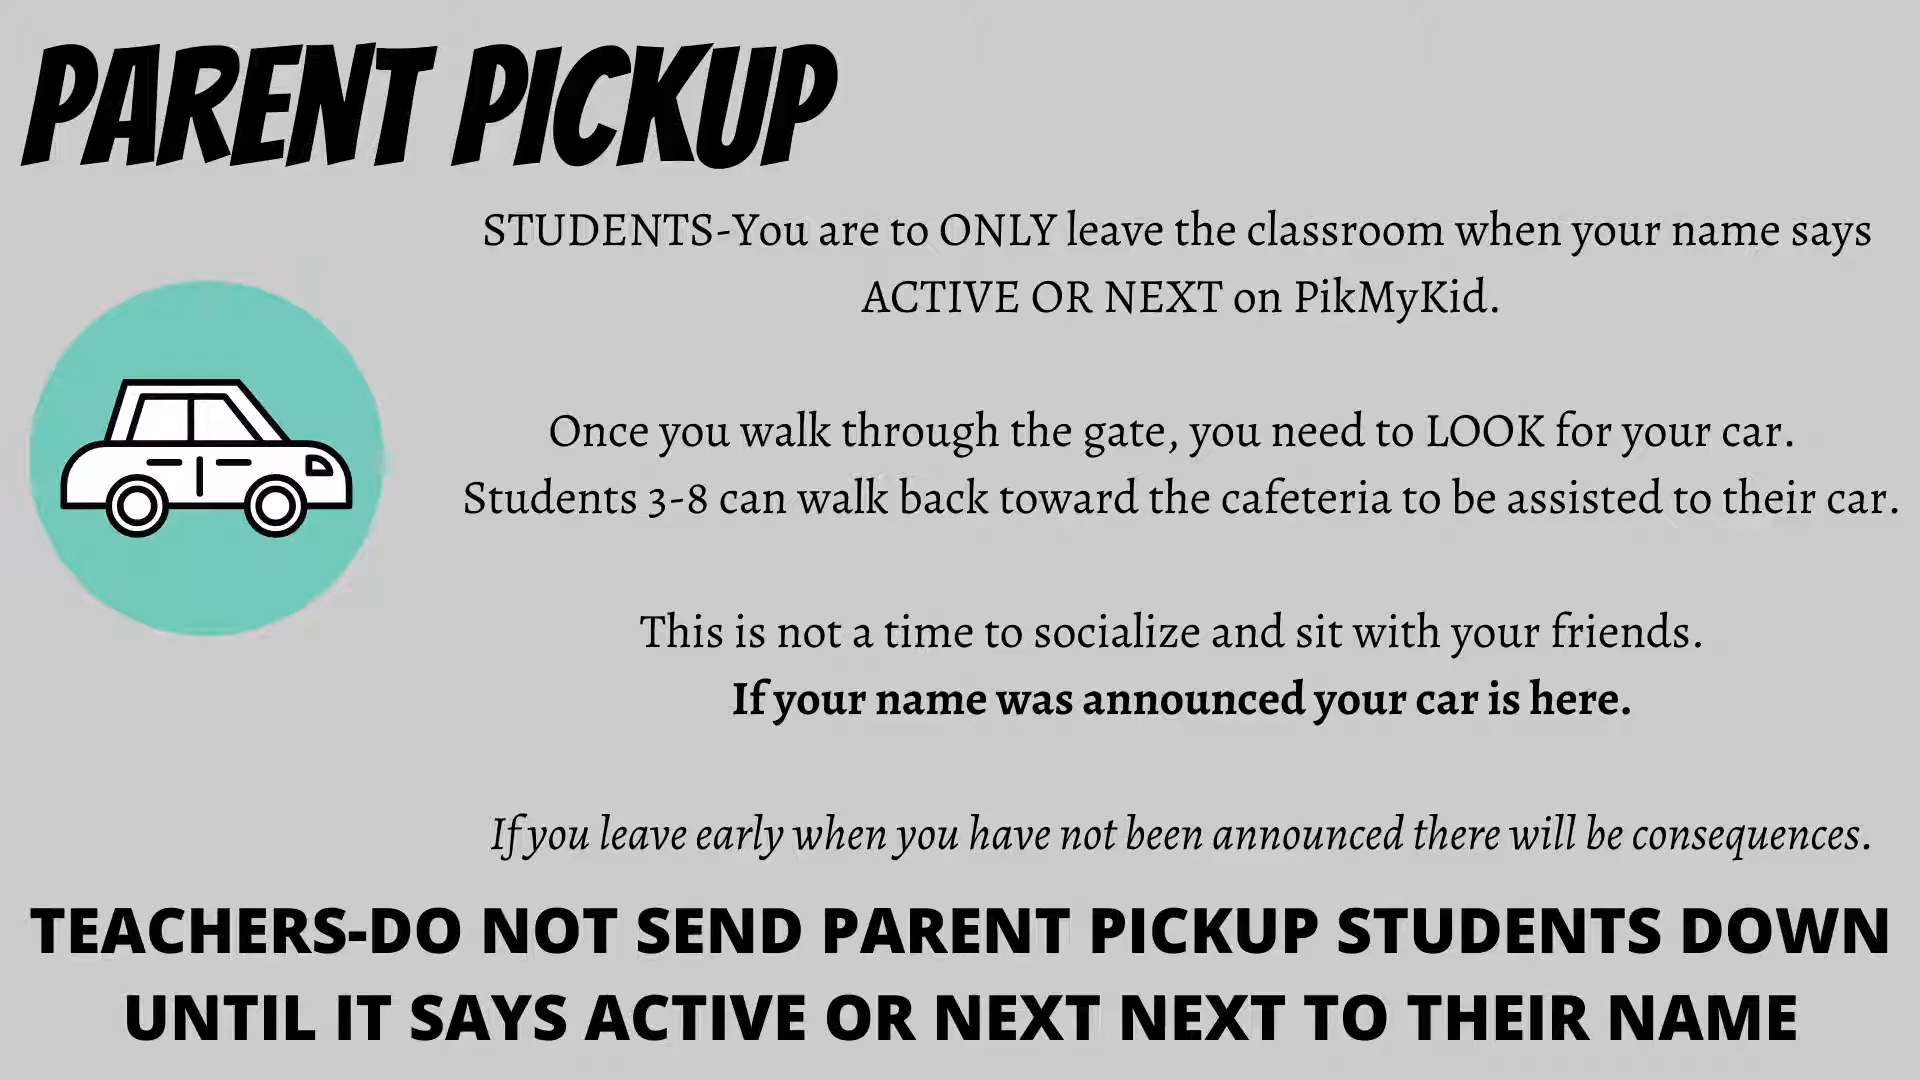 PARENT PICKUP
STUDENTS-You are to ONLY leave the classroom when your name says
ACTIVE OR NEXT on PikMyKid.
Once you walk through the gate, you need to LOOK for your car.
Students 3-8 can walk back toward the cafeteria to be assisted to their car.
This is not a time to socialize and sit with your friends.
If your name was announced your car is here.
If you leave early when you have not been announced there will be consequences.
TEACHERS-DO NOT SEND PARENT PICKUP STUDENTS DOWN
UNTIL IT SAYS ACTIVE OR NEXT NEXT TO THEIR NAME